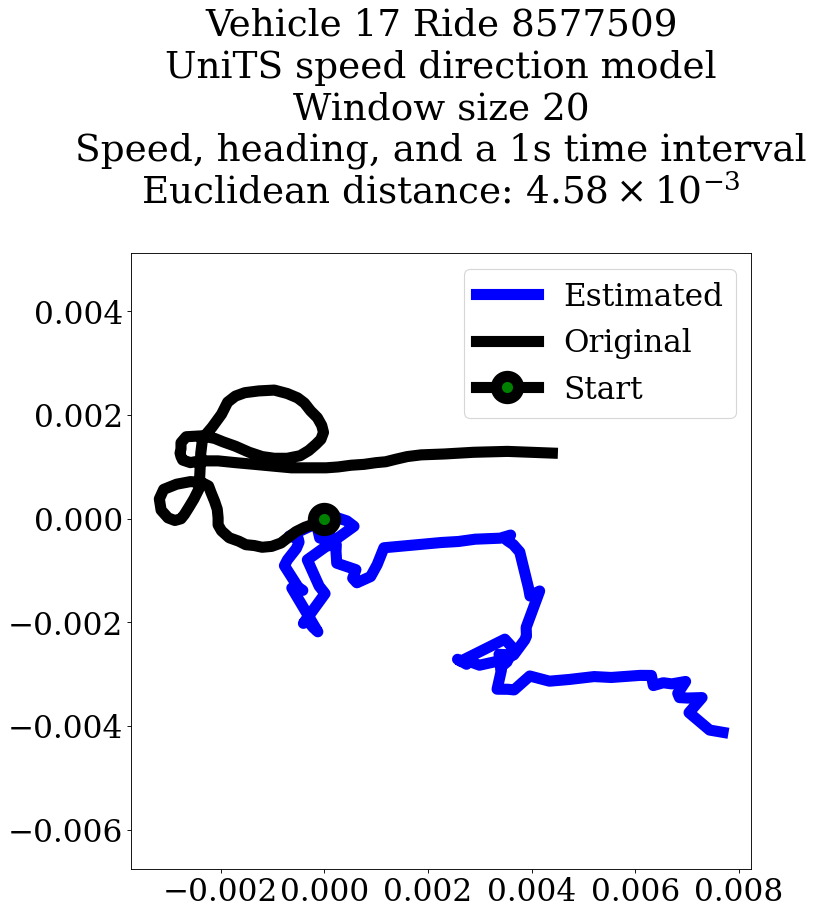 Vehicle 17 Ride 8577509
UniTS speed direction model
Window size 20
Speed, heading, and a 1s time interval
Euclidean distance: 4.58 × 10⁻³
Estimated
Original
Start
0.004
0.002
0.000
−0.002
−0.004
−0.006
−0.002 0.000 0.002 0.004 0.006 0.008